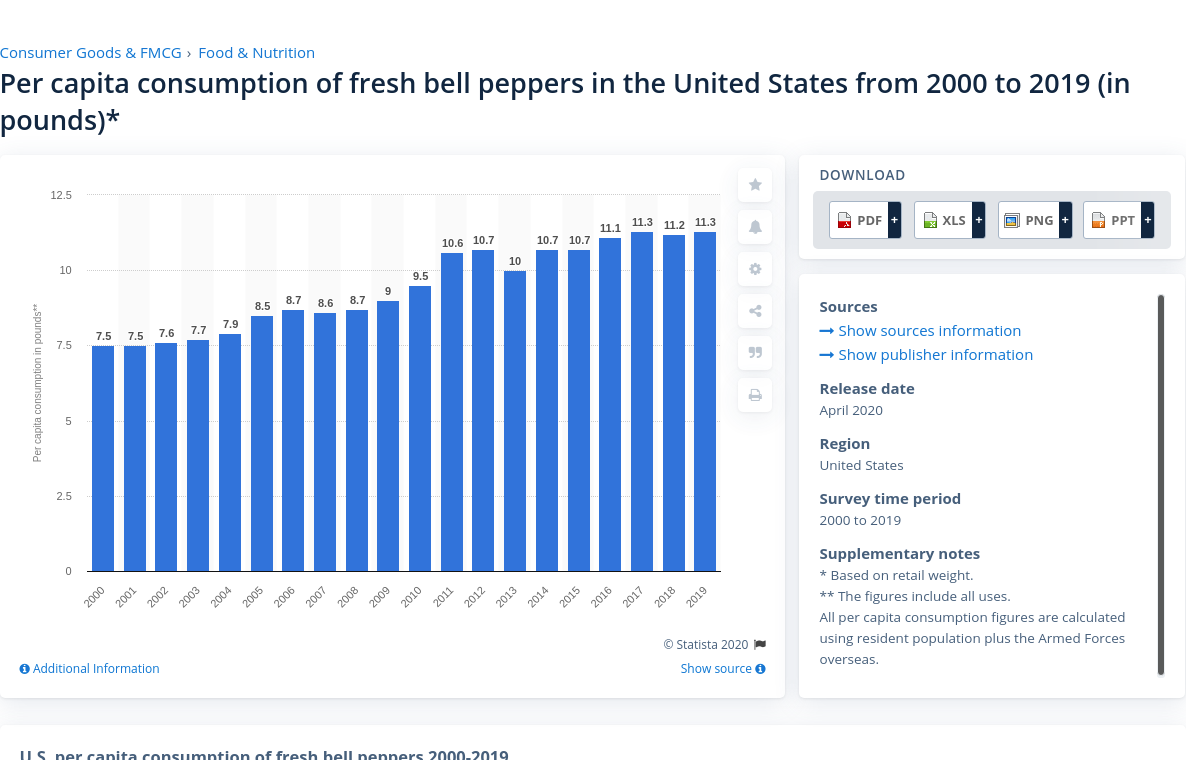 Consumer Goods & FMCG › Food & Nutrition
Per capita consumption of fresh bell peppers in the United States from 2000 to 2019 (in
pounds)*
DOWNLOAD
PDF + XLS + PNG + PPT +
12.5
10
7.5
5
2.5
0
Per capita consumption in pounds**
7.5 7.5 7.6 7.7 7.9 8.5 8.7 8.6 8.7 9 9.5 10.6 10.7 10 10.7 10.7 11.1 11.3 11.2 11.3
2000 2001 2002 2003 2004 2005 2006 2007 2008 2009 2010 2011 2012 2013 2014 2015 2016 2017 2018 2019
© Statista 2020
Additional Information
Show source
Sources
Show sources information
Show publisher information
Release date
April 2020
Region
United States
Survey time period
2000 to 2019
Supplementary notes
* Based on retail weight.
** The figures include all uses.
All per capita consumption figures are calculated
using resident population plus the Armed Forces
overseas.
U.S. per capita consumption of fresh bell peppers 2000-2019